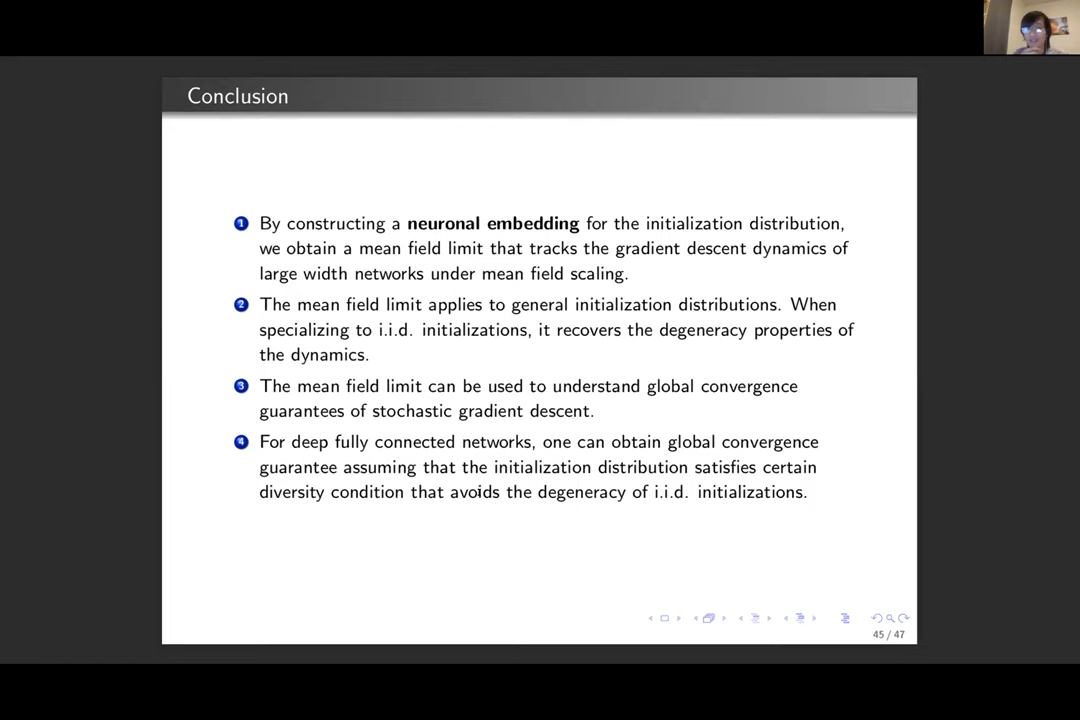 Conclusion
1 By constructing a neuronal embedding for the initialization distribution,
we obtain a mean field limit that tracks the gradient descent dynamics of
large width networks under mean field scaling.
2 The mean field limit applies to general initialization distributions. When
specializing to i.i.d. initializations, it recovers the degeneracy properties of
the dynamics.
3 The mean field limit can be used to understand global convergence
guarantees of stochastic gradient descent.
4 For deep fully connected networks, one can obtain global convergence
guarantee assuming that the initialization distribution satisfies certain
diversity condition that avoids the degeneracy of i.i.d. initializations.
45 / 47